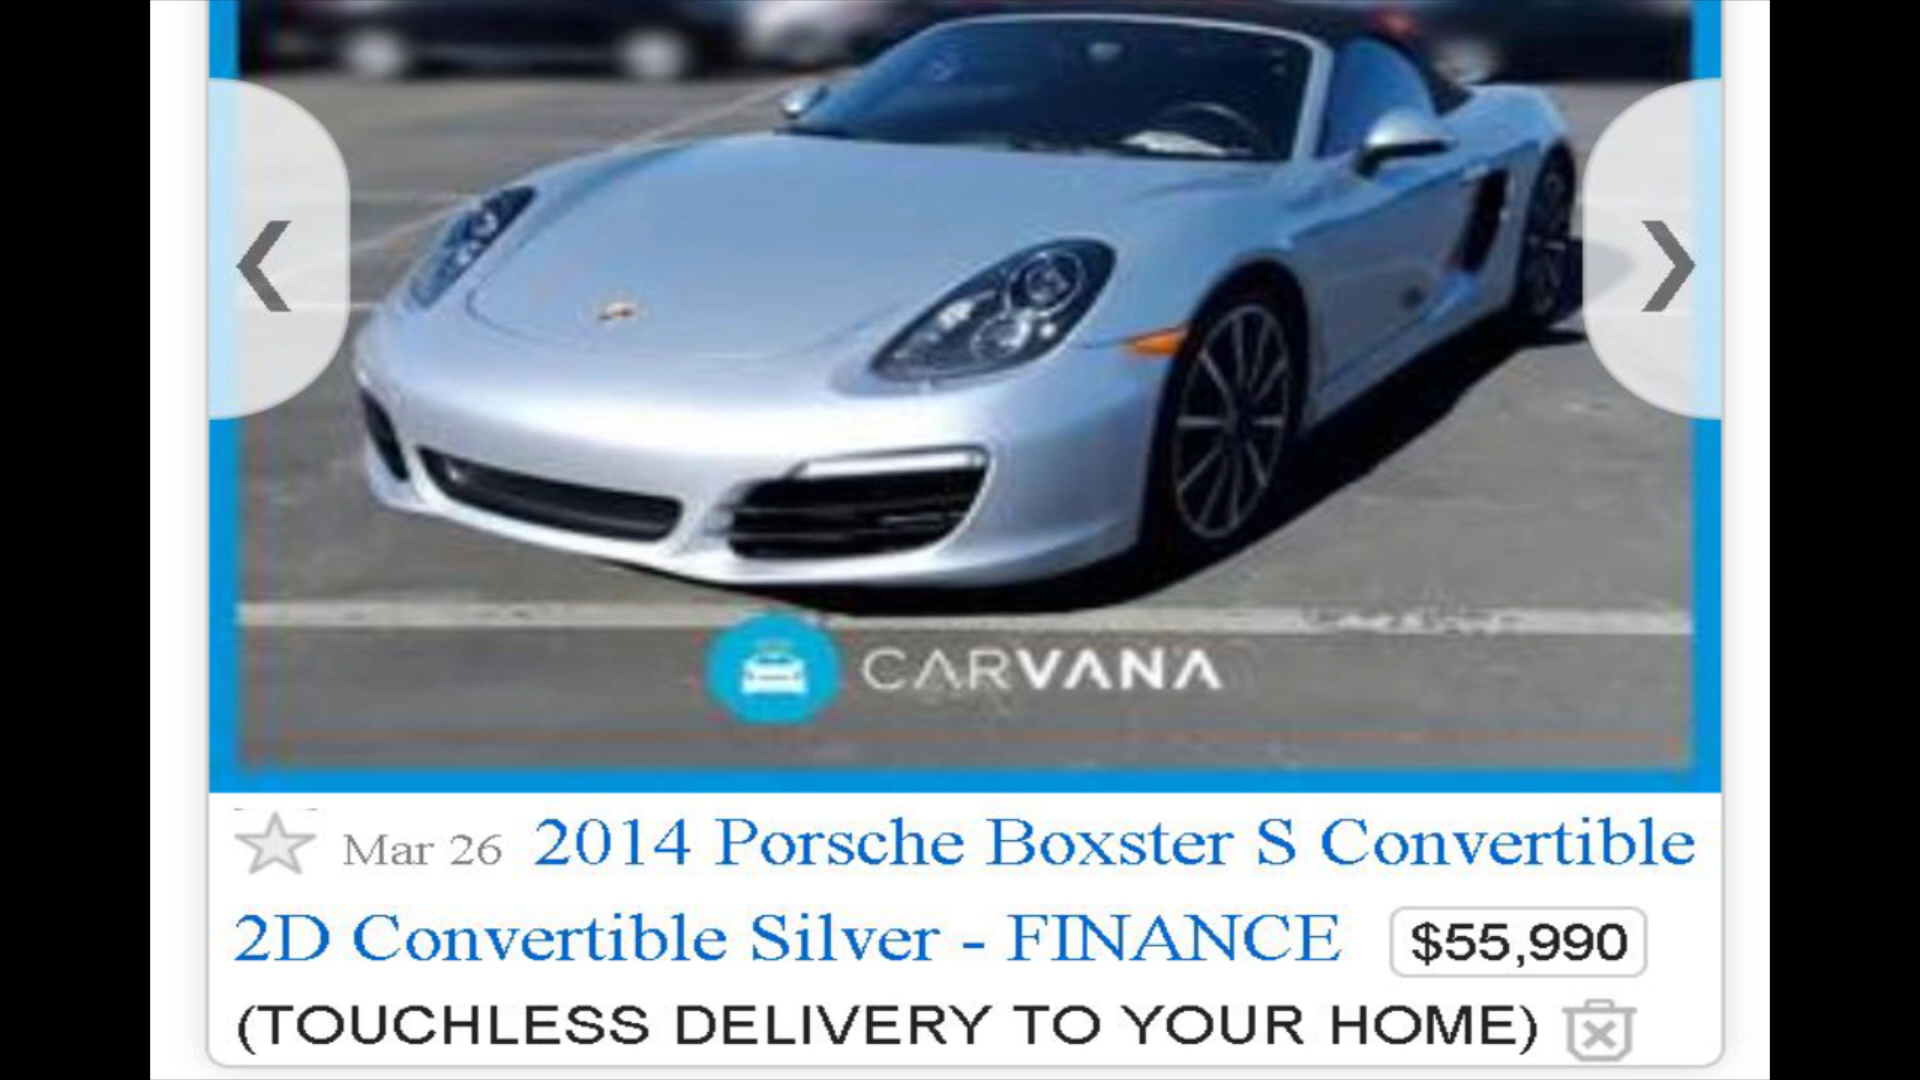 CARVANA
Mar 26 2014 Porsche Boxster S Convertible
2D Convertible Silver - FINANCE $55,990
(TOUCHLESS DELIVERY TO YOUR HOME)